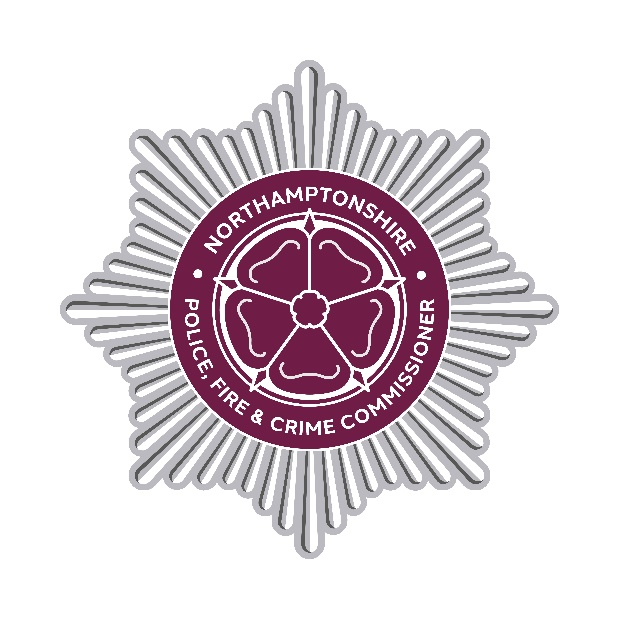 NORTHAMPTONSHIRE
POLICE, FIRE & CRIME COMMISSIONER